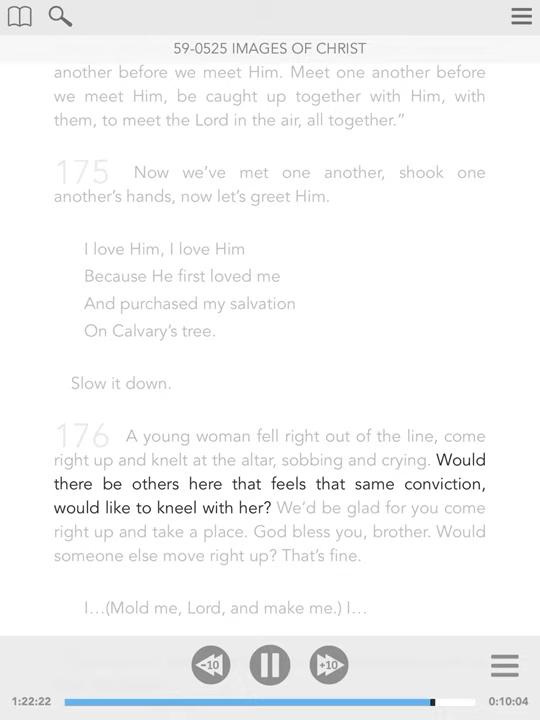 59-0525 IMAGES OF CHRIST
another before we meet Him. Meet one another before
we meet Him, be caught up together with Him, with
them, to meet the Lord in the air, all together.”
175 Now we’ve met one another, shook one
another’s hands, now let’s greet Him.
I love Him, I love Him
Because He first loved me
And purchased my salvation
On Calvary’s tree.
Slow it down.
176 A young woman fell right out of the line, come
right up and knelt at the altar, sobbing and crying. Would
there be others here that feels that same conviction,
would like to kneel with her? We’d be glad for you come
right up and take a place. God bless you, brother. Would
someone else move right up? That’s fine.
I…(Mold me, Lord, and make me.) I…
-10 +10
1:22:22 0:10:04